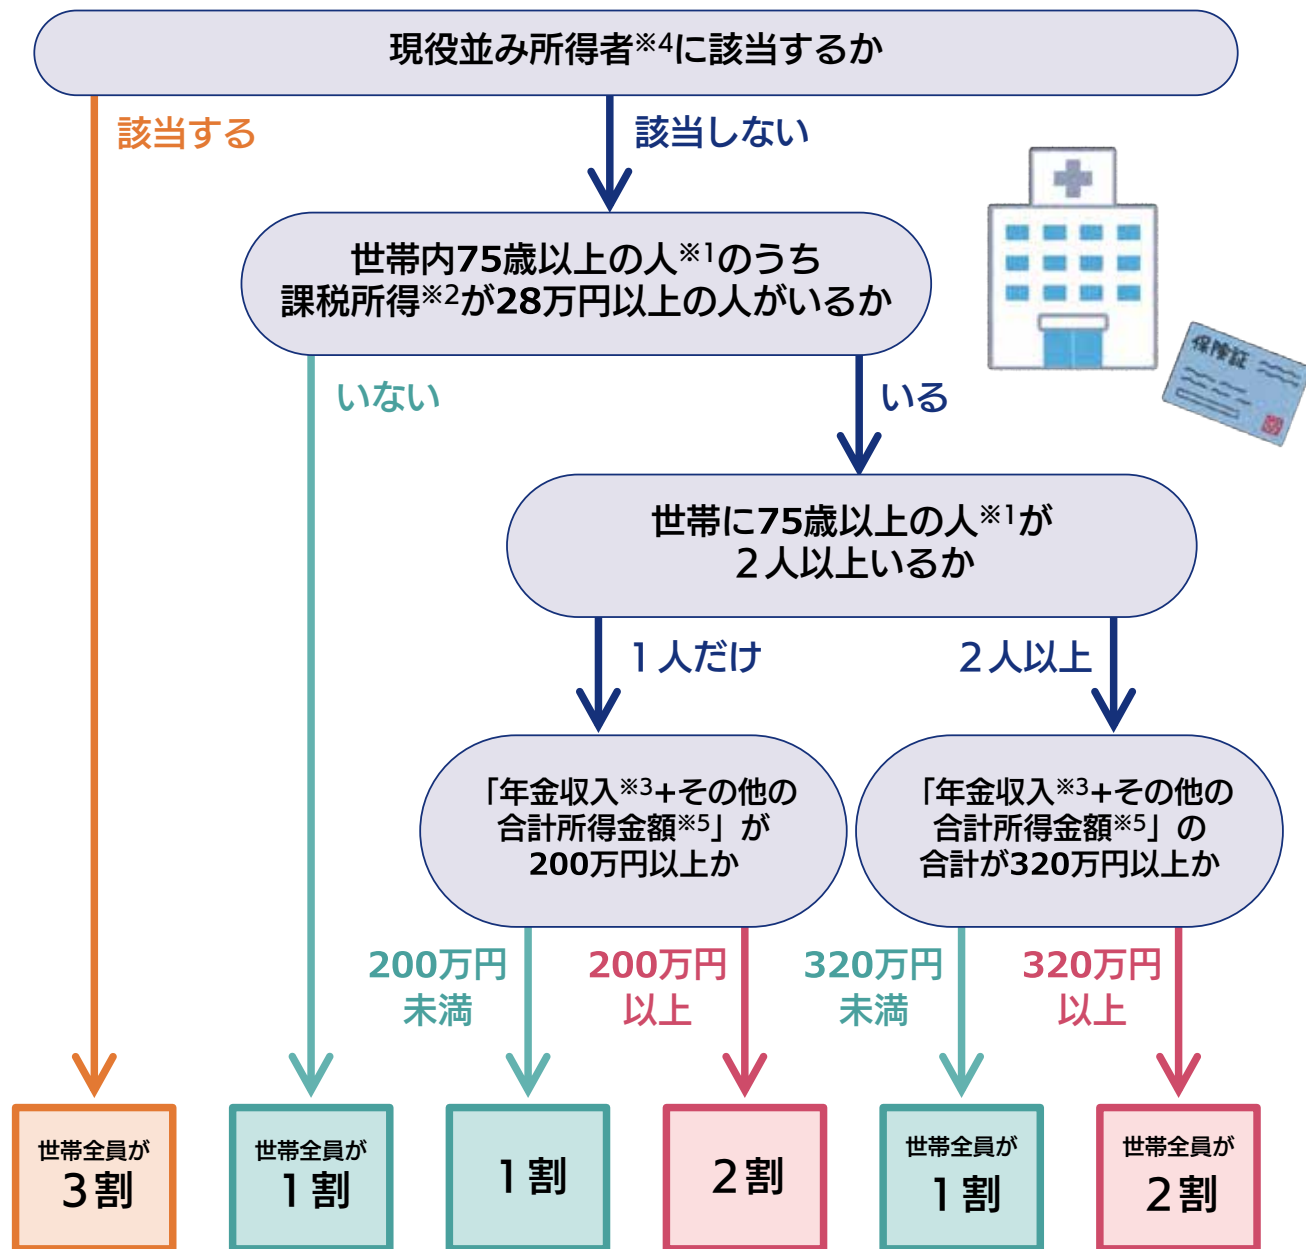 現役並み所得者※4に該当するか
該当する
該当しない
世帯内75歳以上の人※1のうち
課税所得※2が28万円以上の人がいるか
保険証
いない
いる
世帯に75歳以上の人※1が
２人以上いるか
１人だけ
２人以上
「年金収入※3+その他の
合計所得金額※5」が
200万円以上か
「年金収入※3+その他の
合計所得金額※5」の
合計が320万円以上か
200万円
未満
200万円
以上
320万円
未満
320万円
以上
世帯全員が
３割
世帯全員が
１割
１割
２割
世帯全員が
１割
世帯全員が
２割